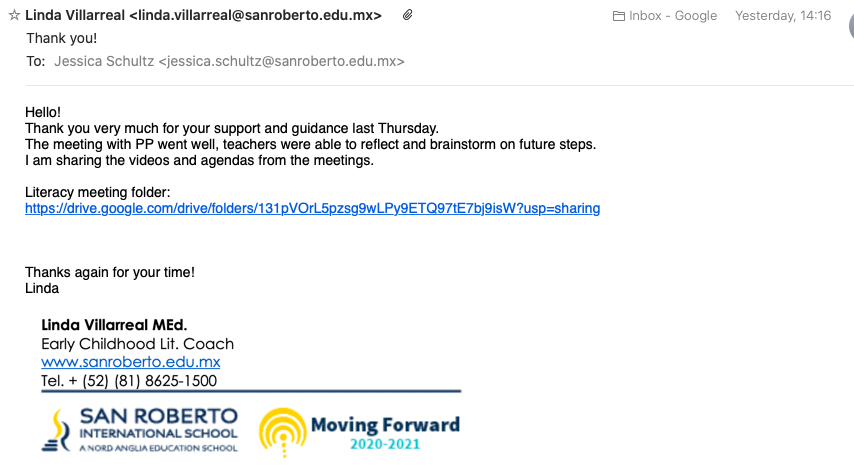 Linda Villarreal <linda.villarreal@sanroberto.edu.mx>
Inbox - Google Yesterday, 14:16
Thank you!
To: Jessica Schultz <jessica.schultz@sanroberto.edu.mx>
Hello!
Thank you very much for your support and guidance last Thursday.
The meeting with PP went well, teachers were able to reflect and brainstorm on future steps.
I am sharing the videos and agendas from the meetings.
Literacy meeting folder:
https://drive.google.com/drive/folders/131pVOrL5pzsg9wLPy9ETQ97tE7bj9isW?usp=sharing
Thanks again for your time!
Linda
Linda Villarreal MEd.
Early Childhood Lit. Coach
www.sanroberto.edu.mx
Tel. + (52) (81) 8625-1500
SAN ROBERTO
INTERNATIONAL SCHOOL
A NORD ANGLIA EDUCATION SCHOOL
Moving Forward
2020-2021